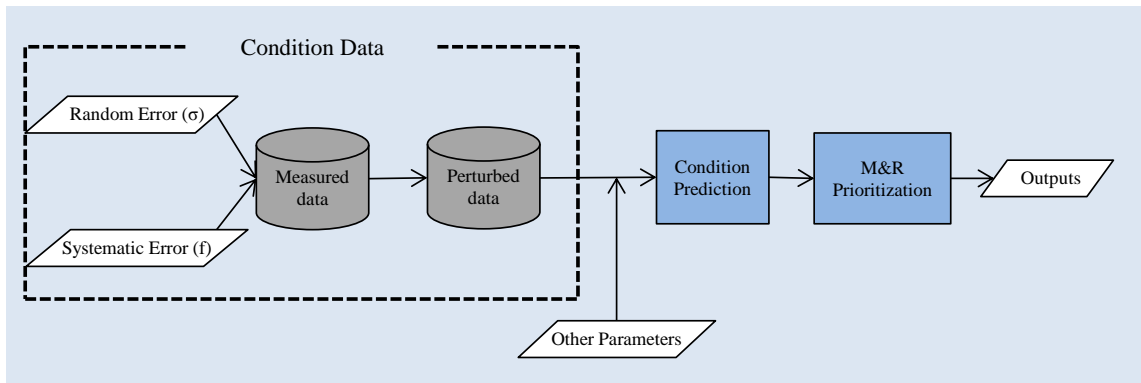 Condition Data
Random Error (σ)
Measured
data
Perturbed
data
Systematic Error (f)
Condition
Prediction
M&R
Prioritization
Outputs
Other Parameters